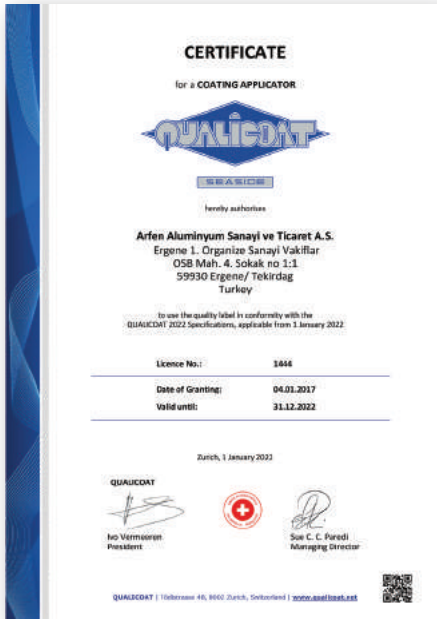 CERTIFICATE
for a COATING APPLICATOR
QUALICOAT
SEASIDE
hereby authorises
Arfen Aluminyum Sanayi ve Ticaret A.S.
Ergene 1. Organize Sanayi Vakiflar
OSB Mah. 4. Sokak no 1:1
59930 Ergene/ Tekirdag
Turkey
to use the quality label in conformity with the
QUALICOAT 2022 Specifications, applicable from 1 January 2022
Licence No.: 1444
Date of Granting: 04.01.2017
Valid until: 31.12.2022
Zurich, 1 January 2022
QUALICOAT
Ivo Vermeeren
President
Sue C. C. Paredi
Managing Director
QUALICOAT | 48, 8002 Zurich, Switzerland | www.qualicoat.net